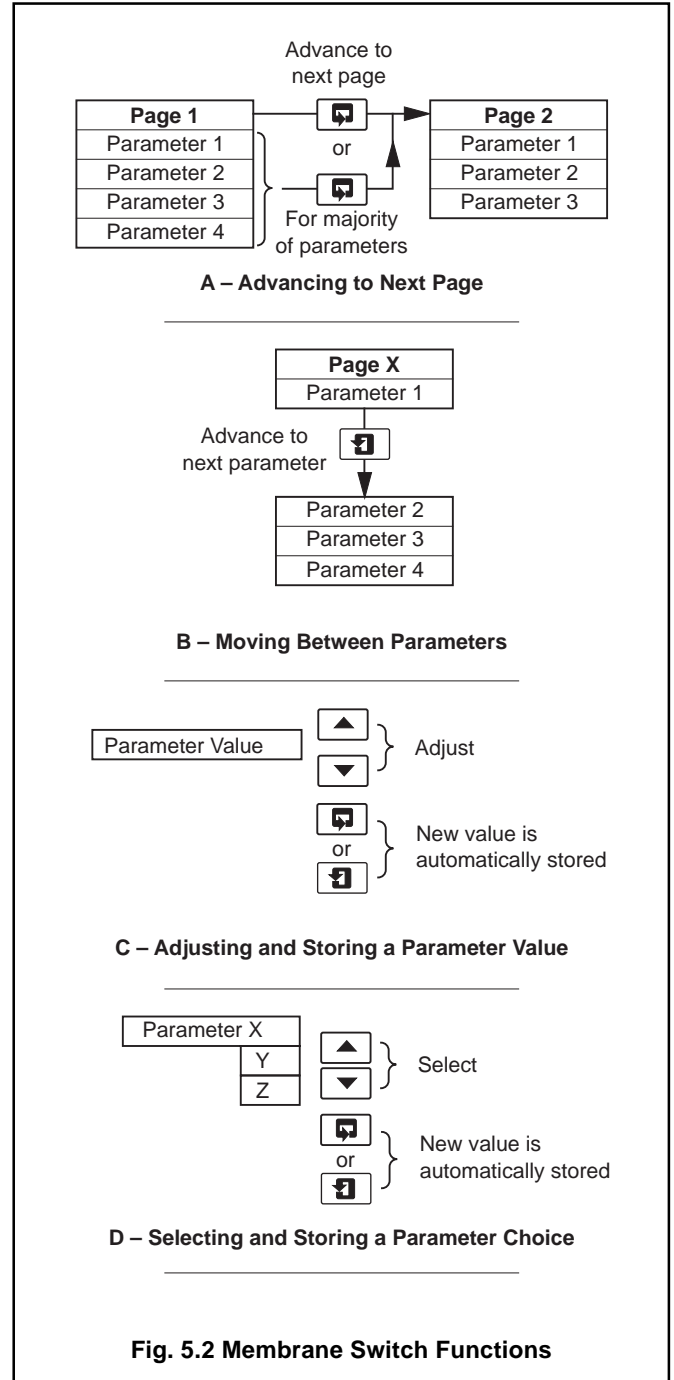 Advance to
next page
Page 1
Parameter 1
Parameter 2
Parameter 3
Parameter 4
or
For majority
of parameters
Page 2
Parameter 1
Parameter 2
Parameter 3
A – Advancing to Next Page
Page X
Parameter 1
Advance to
next parameter
Parameter 2
Parameter 3
Parameter 4
B – Moving Between Parameters
Parameter Value
Adjust
or
New value is
automatically stored
C – Adjusting and Storing a Parameter Value
Parameter X
Y
Z
Select
or
New value is
automatically stored
D – Selecting and Storing a Parameter Choice
Fig. 5.2 Membrane Switch Functions